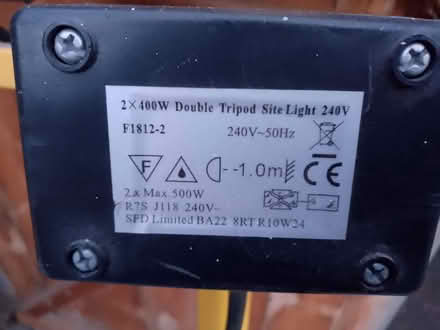 2×400W Double Tripod Site Light 240V
F1812-2 240V~50Hz
F -1.0m CE
2 x Max 500W
R7S J118 240V~
SFD Limited BA22 8RT R10W24